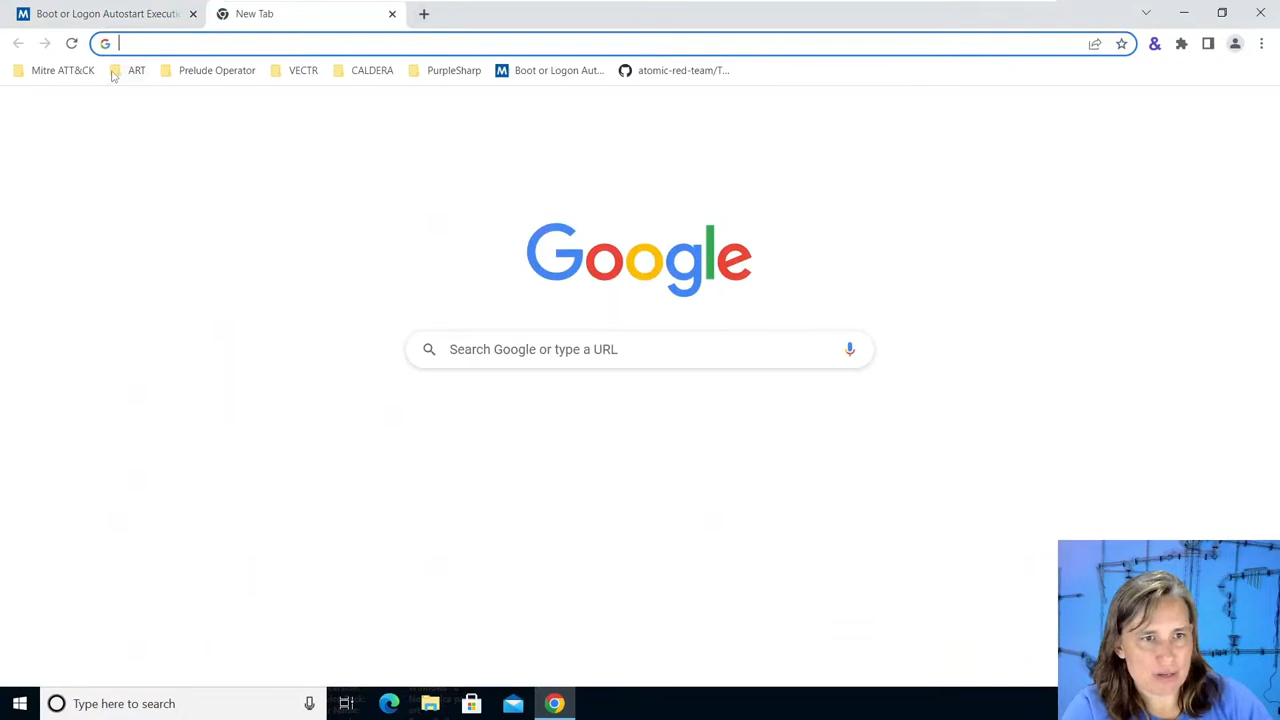 Boot or Logon Autostart Executi
New Tab
Mitre ATT&CK
ART
Prelude Operator
VECTR
CALDERA
PurpleSharp
Boot or Logon Aut...
atomic-red-team/T...
Google
Search Google or type a URL
Type here to search